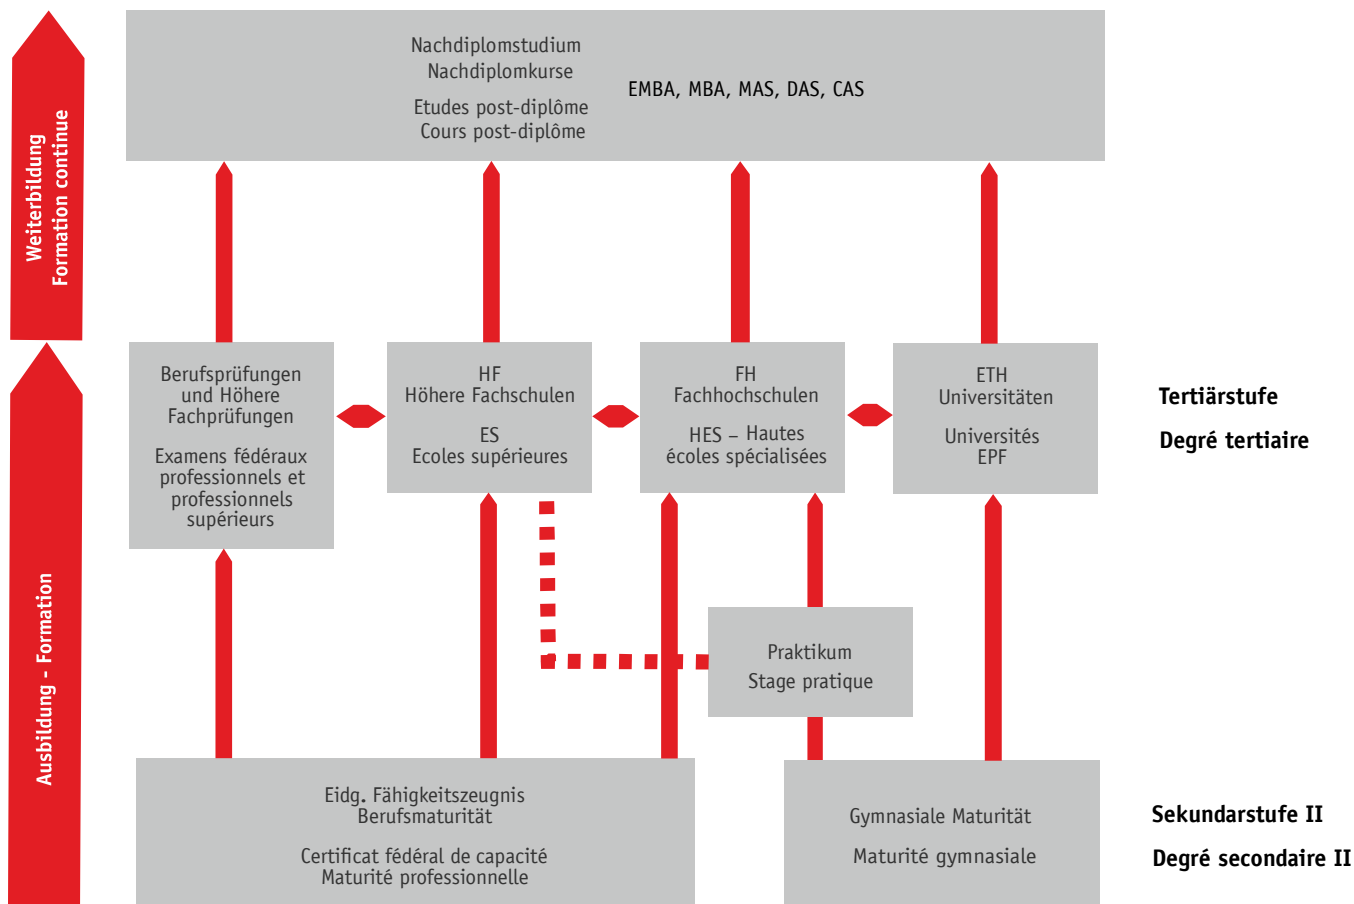 Weiterbildung
Formation continue
Nachdiplomstudium
Nachdiplomkurse
Etudes post-diplôme
Cours post-diplôme
EMBA, MBA, MAS, DAS, CAS
Ausbildung - Formation
Berufsprüfungen
und Höhere
Fachprüfungen
Examens fédéraux
professionnels et
professionnels
supérieurs
HF
Höhere Fachschulen
ES
Ecoles supérieures
FH
Fachhochschulen
HES – Hautes
écoles spécialisées
ETH
Universitäten
Universités
EPF
Tertiärstufe
Degré tertiaire
Praktikum
Stage pratique
Eidg. Fähigkeitszeugnis
Berufsmaturität
Certificat fédéral de capacité
Maturité professionnelle
Gymnasiale Maturität
Maturité gymnasiale
Sekundarstufe II
Degré secondaire II